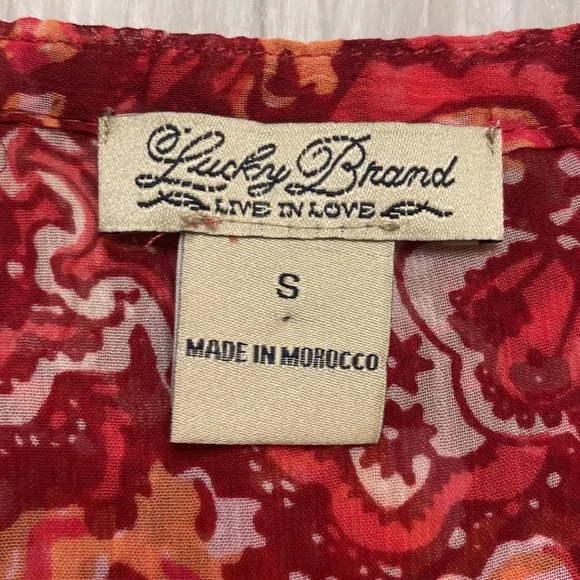 Lucky Brand
LIVE IN LOVE
S
MADE IN MOROCCO